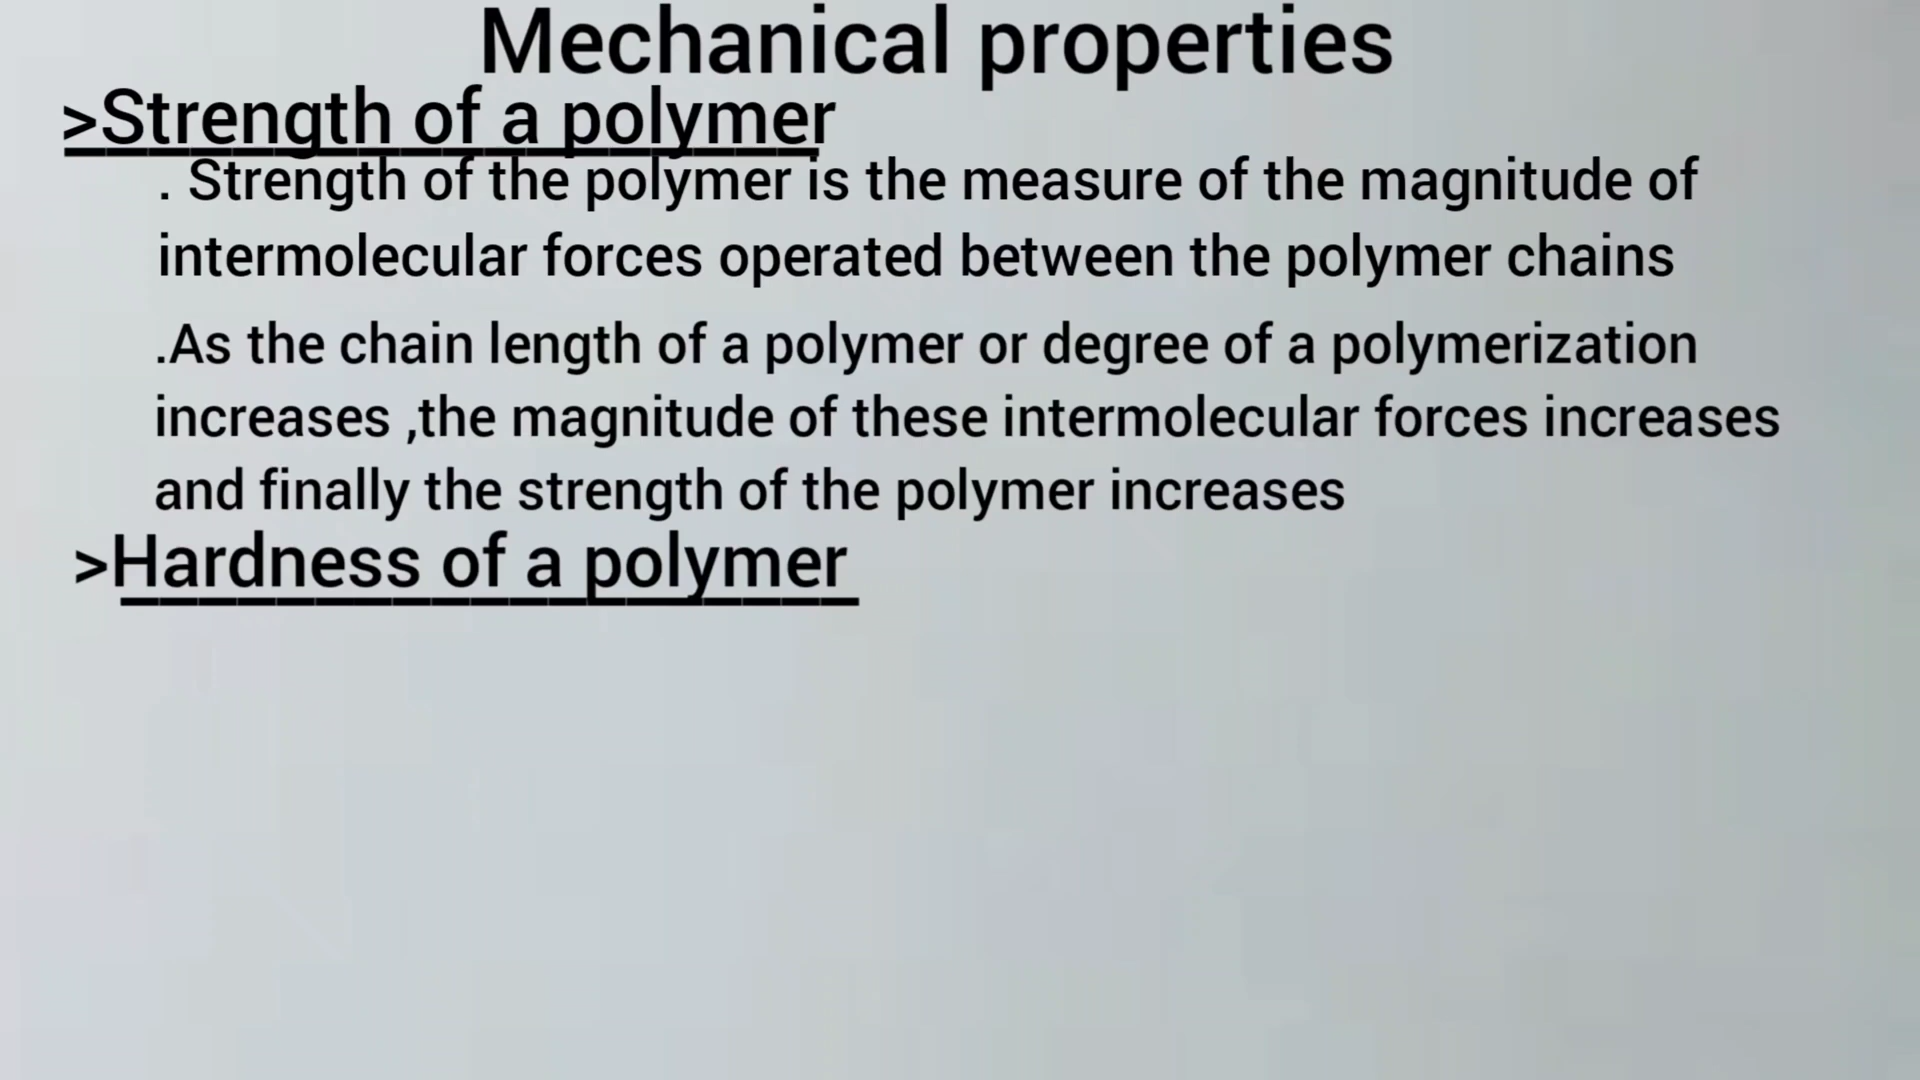 Mechanical properties
>Strength of a polymer
. Strength of the polymer is the measure of the magnitude of
intermolecular forces operated between the polymer chains
.As the chain length of a polymer or degree of a polymerization
increases ,the magnitude of these intermolecular forces increases
and finally the strength of the polymer increases
>Hardness of a polymer